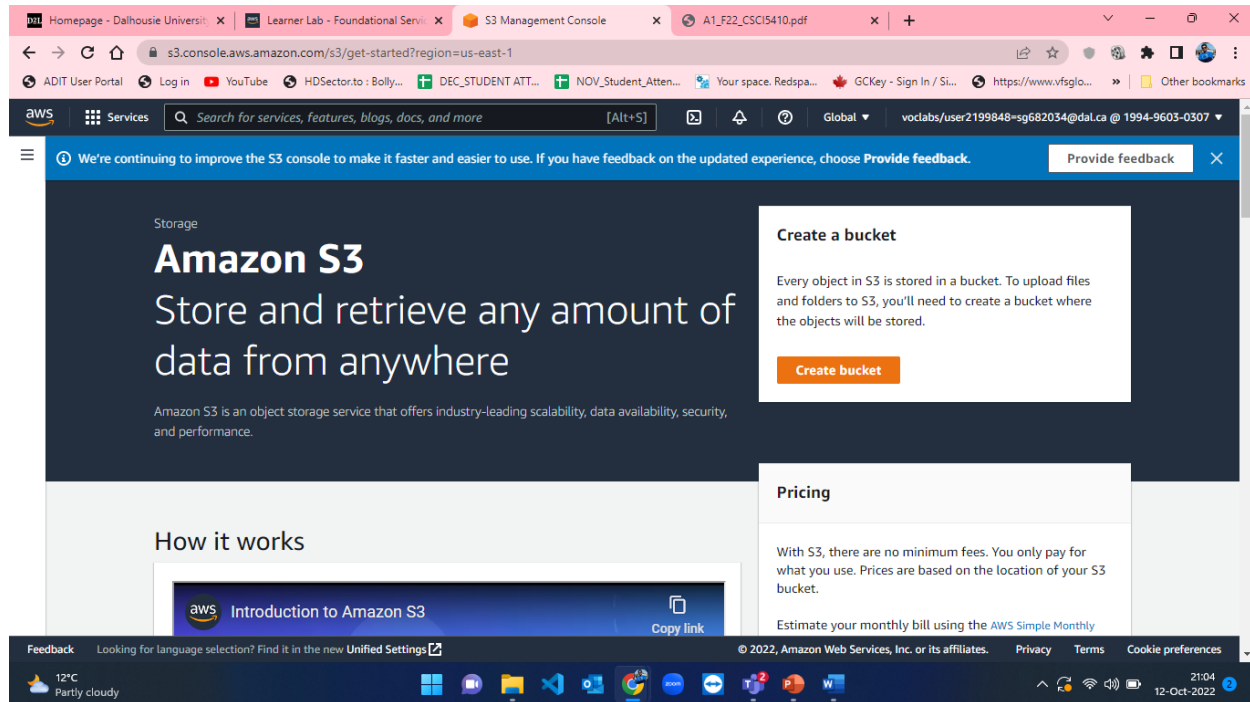 D2L Homepage - Dalhousie Universit
Learner Lab - Foundational Servic
S3 Management Console
A1_F22_CSCI5410.pdf
s3.console.aws.amazon.com/s3/get-started?region=us-east-1
ADIT User Portal
Log in
YouTube
HDSector.to : Bolly...
DEC_STUDENT ATT...
NOV_Student_Atten...
Your space. Redspa...
GCKey - Sign In / Si...
https://www.vfsglo...
»
Other bookmarks
aws
Services
Search for services, features, blogs, docs, and more [Alt+S]
Global
voclabs/user2199848=sg682034@dal.ca @ 1994-9603-0307
We're continuing to improve the S3 console to make it faster and easier to use. If you have feedback on the updated experience, choose Provide feedback.
Provide feedback
Storage
Amazon S3
Store and retrieve any amount of
data from anywhere
Amazon S3 is an object storage service that offers industry-leading scalability, data availability, security,
and performance.
Create a bucket
Every object in S3 is stored in a bucket. To upload files
and folders to S3, you'll need to create a bucket where
the objects will be stored.
Create bucket
Pricing
With S3, there are no minimum fees. You only pay for
what you use. Prices are based on the location of your S3
bucket.
Estimate your monthly bill using the AWS Simple Monthly
How it works
aws Introduction to Amazon S3
Copy link
Feedback
Looking for language selection? Find it in the new Unified Settings
© 2022, Amazon Web Services, Inc. or its affiliates.
Privacy
Terms
Cookie preferences
12°C
Partly cloudy
zoom
2
21:04
12-Oct-2022
2